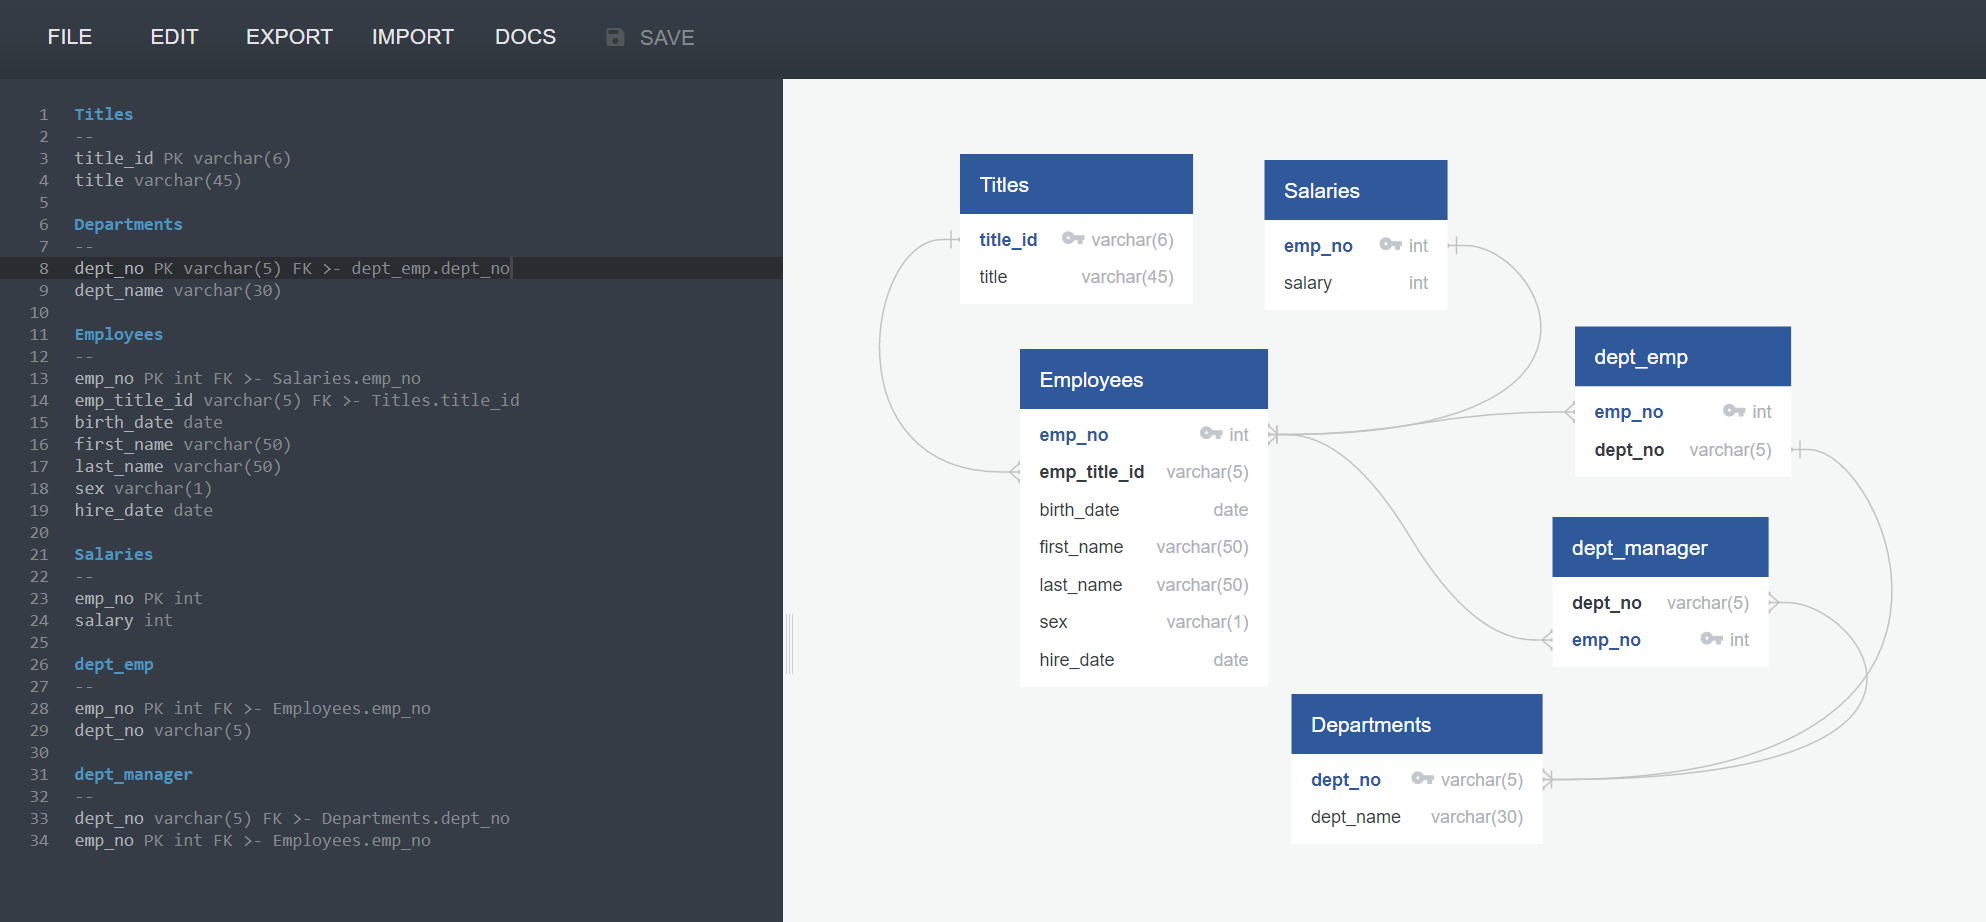 FILE EDIT EXPORT IMPORT DOCS SAVE
1 Titles
2 --
3 title_id PK varchar(6)
4 title varchar(45)
5
6 Departments
7 --
8 dept_no PK varchar(5) FK >- dept_emp.dept_no
9 dept_name varchar(30)
10
11 Employees
12 --
13 emp_no PK int FK >- Salaries.emp_no
14 emp_title_id varchar(5) FK >- Titles.title_id
15 birth_date date
16 first_name varchar(50)
17 last_name varchar(50)
18 sex varchar(1)
19 hire_date date
20
21 Salaries
22 --
23 emp_no PK int
24 salary int
25
26 dept_emp
27 --
28 emp_no PK int FK >- Employees.emp_no
29 dept_no varchar(5)
30
31 dept_manager
32 --
33 dept_no varchar(5) FK >- Departments.dept_no
34 emp_no PK int FK >- Employees.emp_no
Titles
title_id varchar(6)
title varchar(45)
Salaries
emp_no int
salary int
Employees
emp_no int
emp_title_id varchar(5)
birth_date date
first_name varchar(50)
last_name varchar(50)
sex varchar(1)
hire_date date
dept_emp
emp_no int
dept_no varchar(5)
dept_manager
dept_no varchar(5)
emp_no int
Departments
dept_no varchar(5)
dept_name varchar(30)